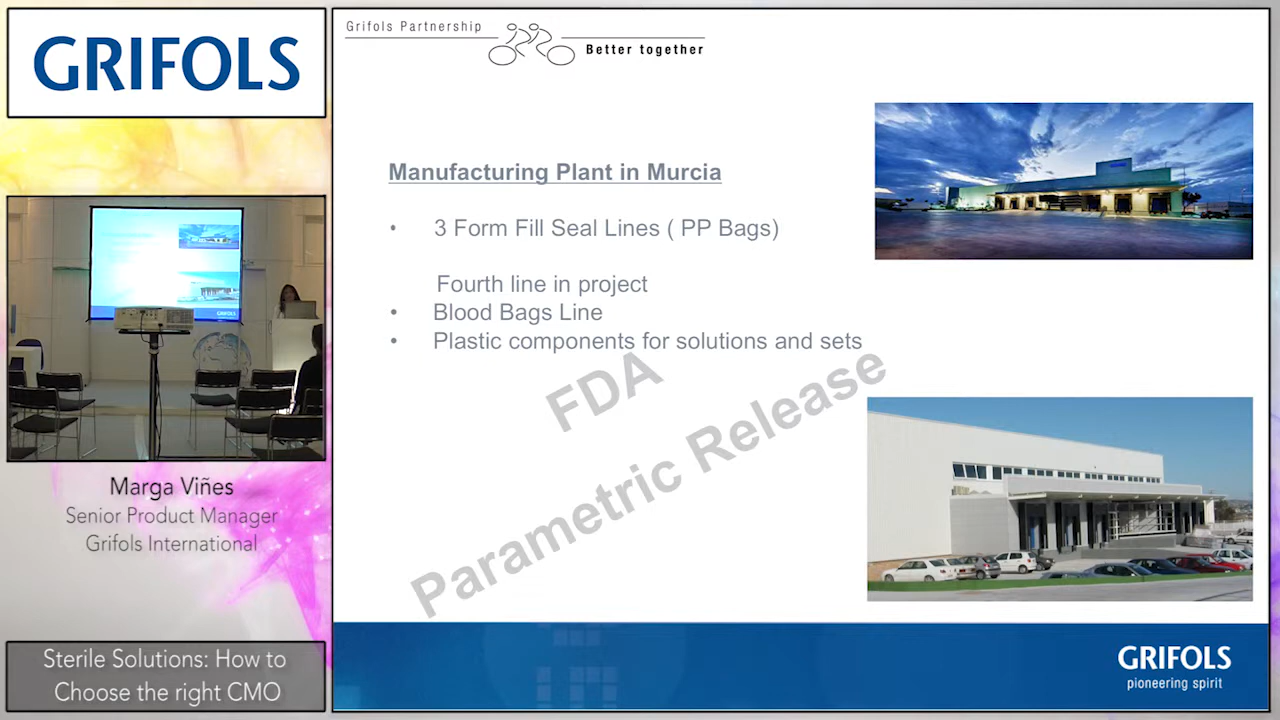 GRIFOLS
Grifols Partnership
Better together
Manufacturing Plant in Murcia
• 3 Form Fill Seal Lines ( PP Bags)
Fourth line in project
• Blood Bags Line
• Plastic components for solutions and sets
FDA
Parametric Release
GRIFOLS
Marga Viñes
Senior Product Manager
Grifols International
Sterile Solutions: How to
Choose the right CMO
GRIFOLS
pioneering spirit